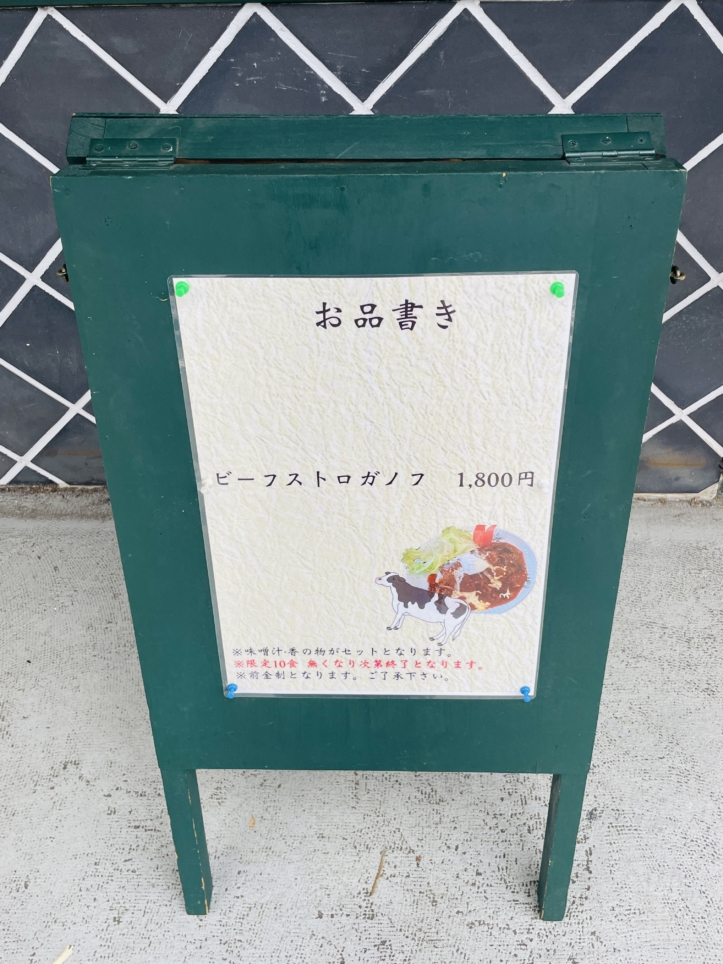 お品書き
ビーフストロガノフ　1,800円
※味噌汁·香の物がセットとなります。
※限定10食 無くなり次第終了となります。
※前金制となります。ご了承下さい。